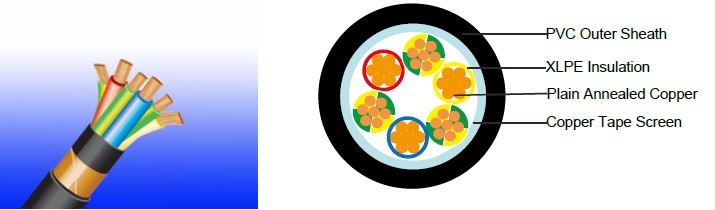 PVC Outer Sheath
XLPE Insulation
Plain Annealed Copper
Copper Tape Screen